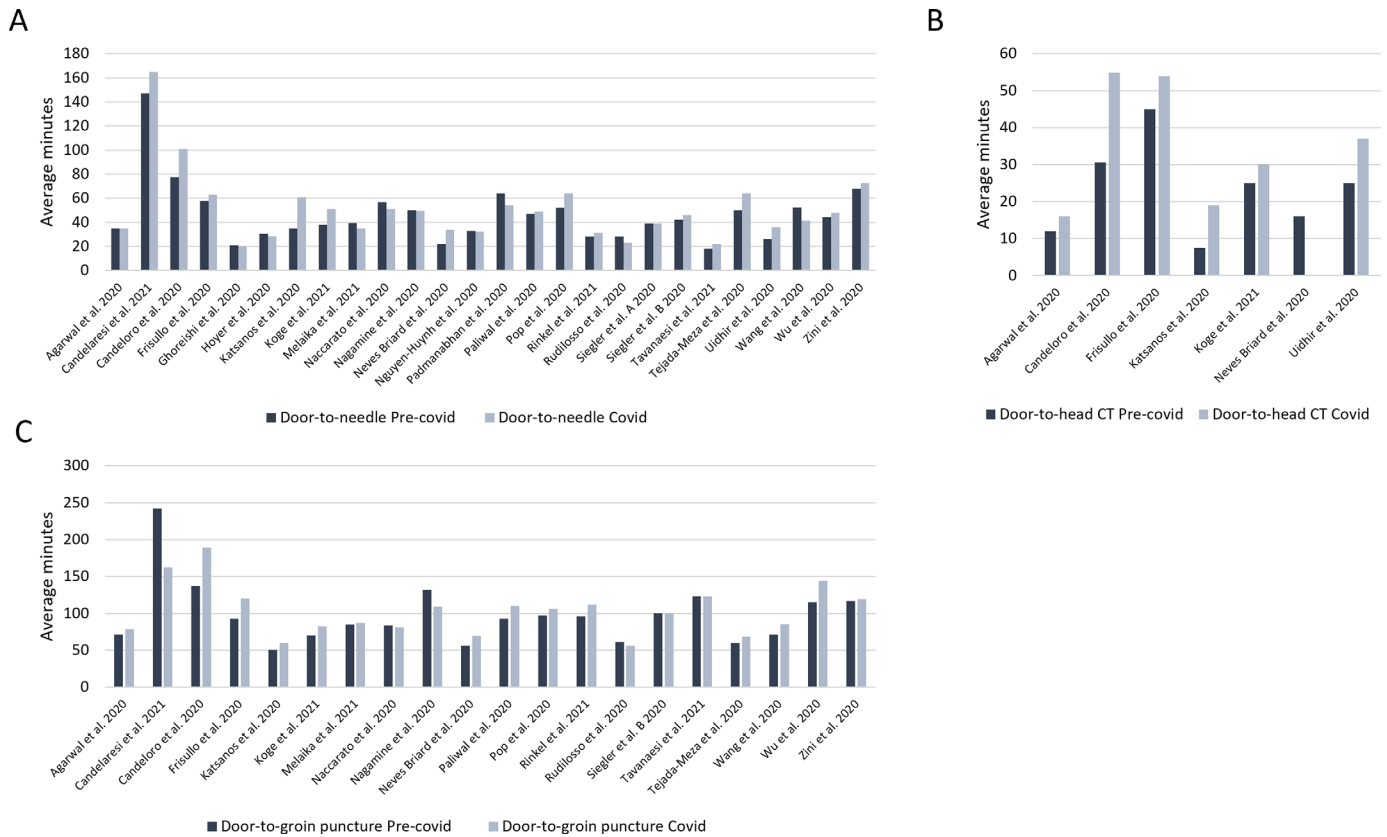 A
180
160
140
120
100
80
60
40
20
0
Average minutes
Agarwal et al. 2020
Candelaresi et al. 2021
Candeloro et al. 2020
Frisullo et al. 2020
Ghoreishi et al. 2020
Hoyer et al. 2020
Katsanos et al. 2020
Koge et al. 2021
Melaika et al. 2021
Naccarato et al. 2020
Nagamine et al. 2020
Neves Briard et al. 2020
Nguyen-Huynh et al. 2020
Padmanabhan et al. 2020
Paliwal et al. 2020
Pop et al. 2020
Rinkel et al. 2021
Rudilosso et al. 2020
Siegler et al. A 2020
Siegler et al. B 2020
Tavanaesi et al. 2021
Tejada-Meza et al. 2020
Uidhir et al. 2020
Wang et al. 2020
Wu et al. 2020
Zini et al. 2020
Door-to-needle Pre-covid Door-to-needle Covid
B
60
50
40
30
20
10
0
Average minutes
Agarwal et al. 2020
Candeloro et al. 2020
Frisullo et al. 2020
Katsanos et al. 2020
Koge et al. 2021
Neves Briard et al. 2020
Uidhir et al. 2020
Door-to-head CT Pre-covid Door-to-head CT Covid
C
300
250
200
150
100
50
0
Average minutes
Agarwal et al. 2020
Candelaresi et al. 2021
Candeloro et al. 2020
Frisullo et al. 2020
Katsanos et al. 2020
Koge et al. 2021
Melaika et al. 2021
Naccarato et al. 2020
Nagamine et al. 2020
Neves Briard et al. 2020
Paliwal et al. 2020
Pop et al. 2020
Rinkel et al. 2021
Rudilosso et al. 2020
Siegler et al. B 2020
Tavanaesi et al. 2021
Tejada-Meza et al. 2020
Wang et al. 2020
Wu et al. 2020
Zini et al. 2020
Door-to-groin puncture Pre-covid Door-to-groin puncture Covid